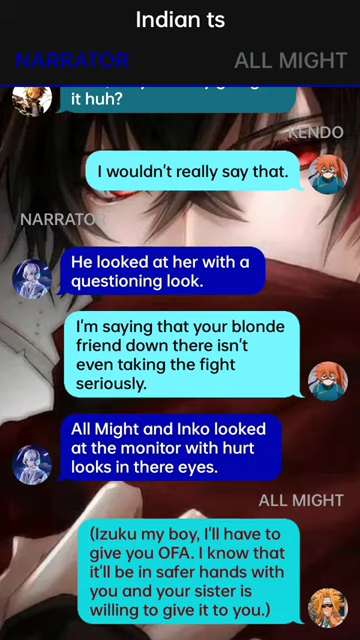 Indian ts
NARRATOR
ALL MIGHT
it huh?
KENDO
I wouldn't really say that.
NARRATOR
He looked at her with a
questioning look.
I'm saying that your blonde
friend down there isn't
even taking the fight
seriously.
All Might and Inko looked
at the monitor with hurt
looks in there eyes.
ALL MIGHT
(Izuku my boy, I'll have to
give you OFA. I know that
it'll be in safer hands with
you and your sister is
willing to give it to you.)